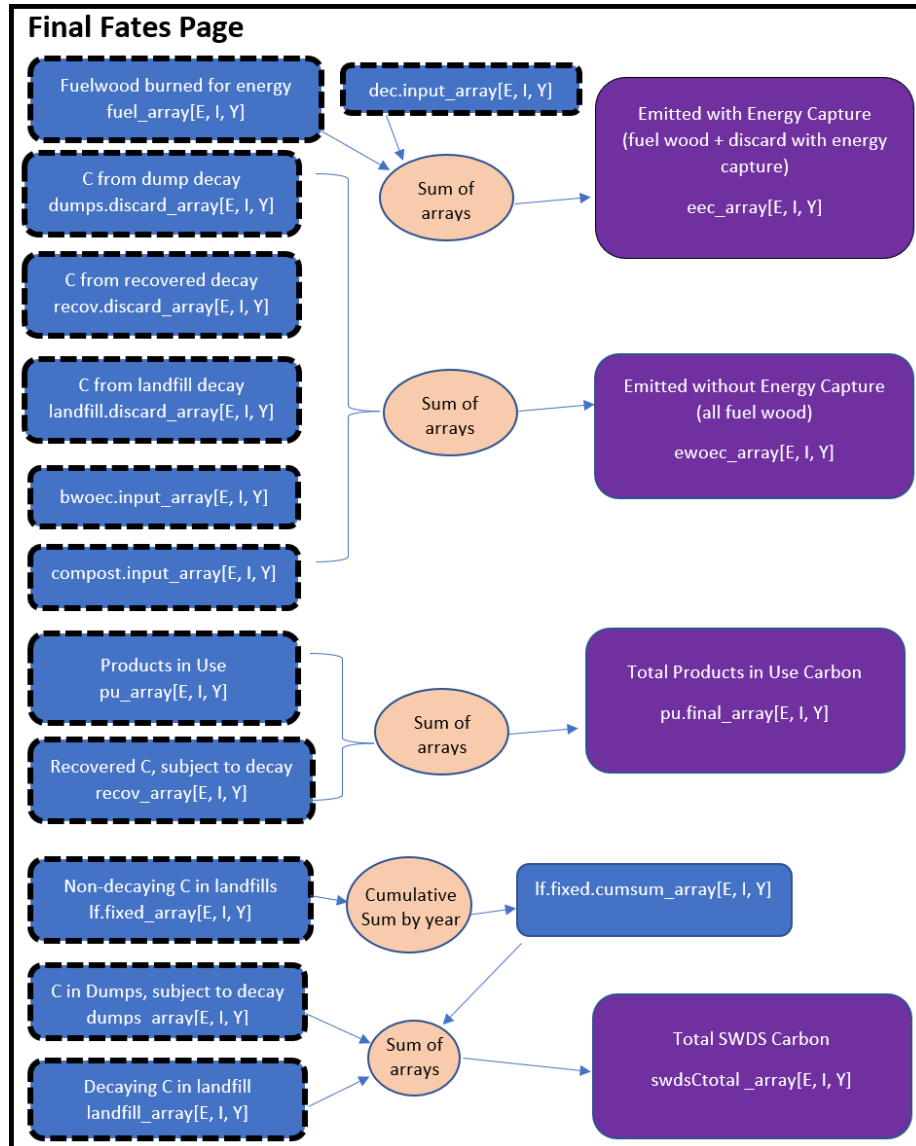 Final Fates Page
Fuelwood burned for energy
fuel_array[E, I, Y]
dec.input_array[E, I, Y]
Emitted with Energy Capture
(fuel wood + discard with energy
capture)
eec_array[E, I, Y]
Sum of
arrays
C from dump decay
dumps.discard_array[E, I, Y]
C from recovered decay
recov.discard_array[E, I, Y]
C from landfill decay
landfill.discard_array[E, I, Y]
bwoec.input_array[E, I, Y]
compost.input_array[E, I, Y]
Sum of
arrays
Emitted without Energy Capture
(all fuel wood)
ewoec_array[E, I, Y]
Products in Use
pu_array[E, I, Y]
Recovered C, subject to decay
recov_array[E, I, Y]
Sum of
arrays
Total Products in Use Carbon
pu.final_array[E, I, Y]
Non-decaying C in landfills
lf.fixed_array[E, I, Y]
Cumulative
Sum by year
lf.fixed.cumsum_array[E, I, Y]
C in Dumps, subject to decay
dumps_array[E, I, Y]
Decaying C in landfill
landfill_array[E, I, Y]
Sum of
arrays
Total SWDS Carbon
swdsCtotal _array[E, I, Y]